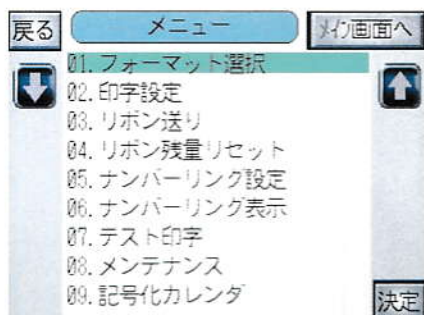 戻る
メニュー
メイン画面へ
01.フォーマット選択
02.印字設定
03.リボン送り
04.リボン残量リセット
05.ナンバーリング設定
06.ナンバーリング表示
07.テスト印字
08.メンテナンス
09.記号化カレンダ
決定